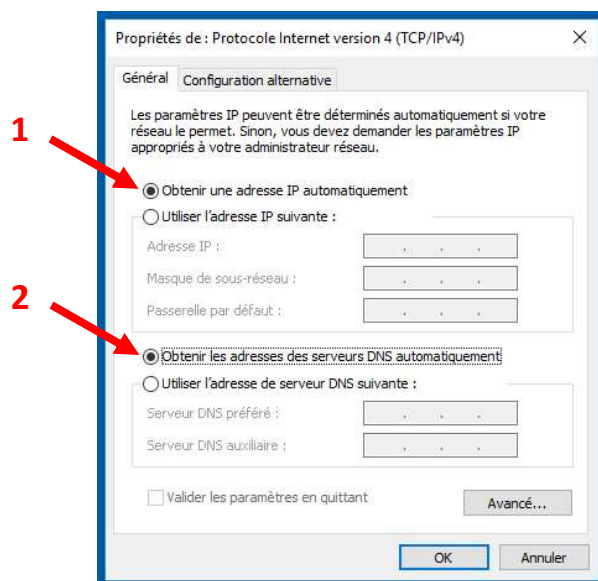 Propriétés de : Protocole Internet version 4 (TCP/IPv4)
Général
Configuration alternative
Les paramètres IP peuvent être déterminés automatiquement si votre
réseau le permet. Sinon, vous devez demander les paramètres IP
appropriés à votre administrateur réseau.
1
Obtenir une adresse IP automatiquement
Utiliser l'adresse IP suivante :
Adresse IP :
Masque de sous-réseau :
Passerelle par défaut :
2
Obtenir les adresses des serveurs DNS automatiquement
Utiliser l'adresse de serveur DNS suivante :
Serveur DNS préféré :
Serveur DNS auxiliaire :
Valider les paramètres en quittant
Avancé...
OK
Annuler